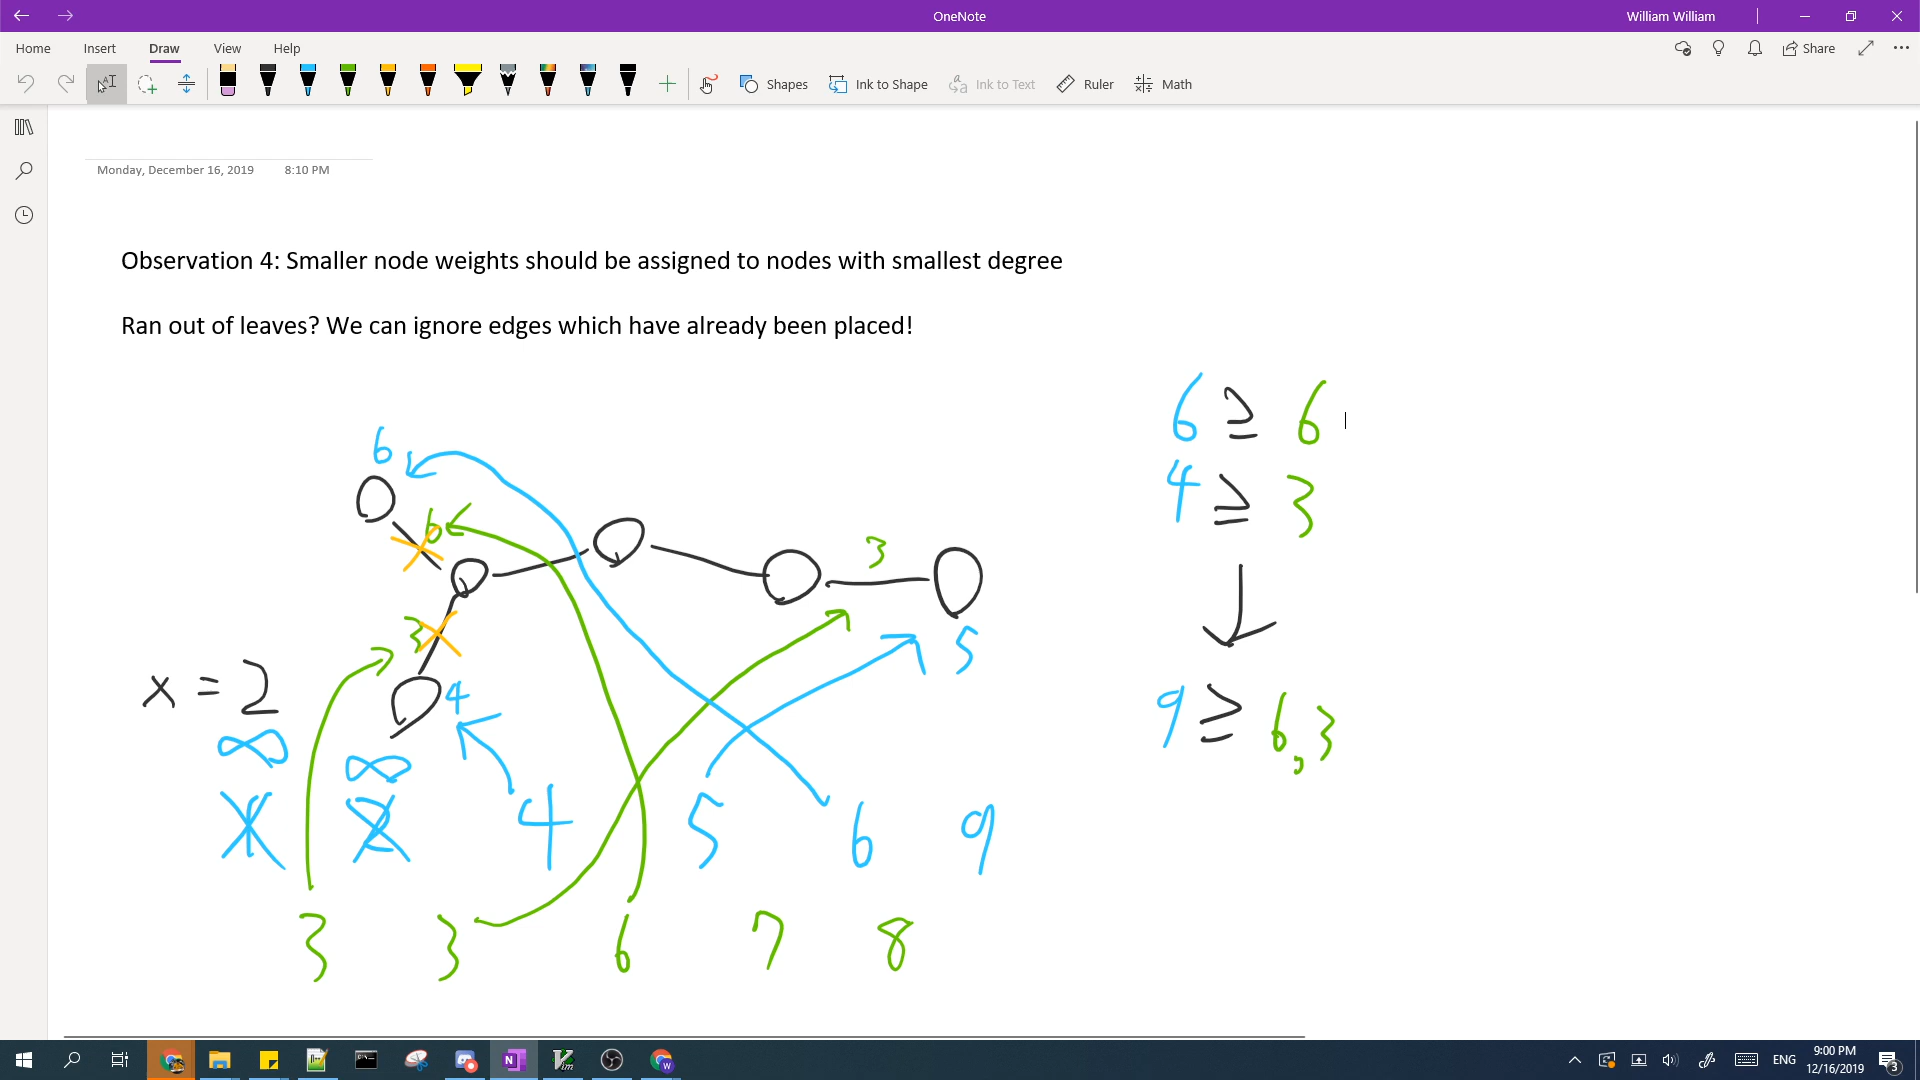 OneNote
William William
Home Insert Draw View Help
Share
Shapes Ink to Shape Ink to Text Ruler Math
Monday, December 16, 2019 8:10 PM
Observation 4: Smaller node weights should be assigned to nodes with smallest degree
Ran out of leaves? We can ignore edges which have already been placed!
6 ≥ 6
4 ≥ 3
9 ≥ 6,3
6
6
3
3
5
4
x = 2
∞ ∞
1 2 4 5 6 9
3 3 6 7 8
ENG
9:00 PM
12/16/2019
3